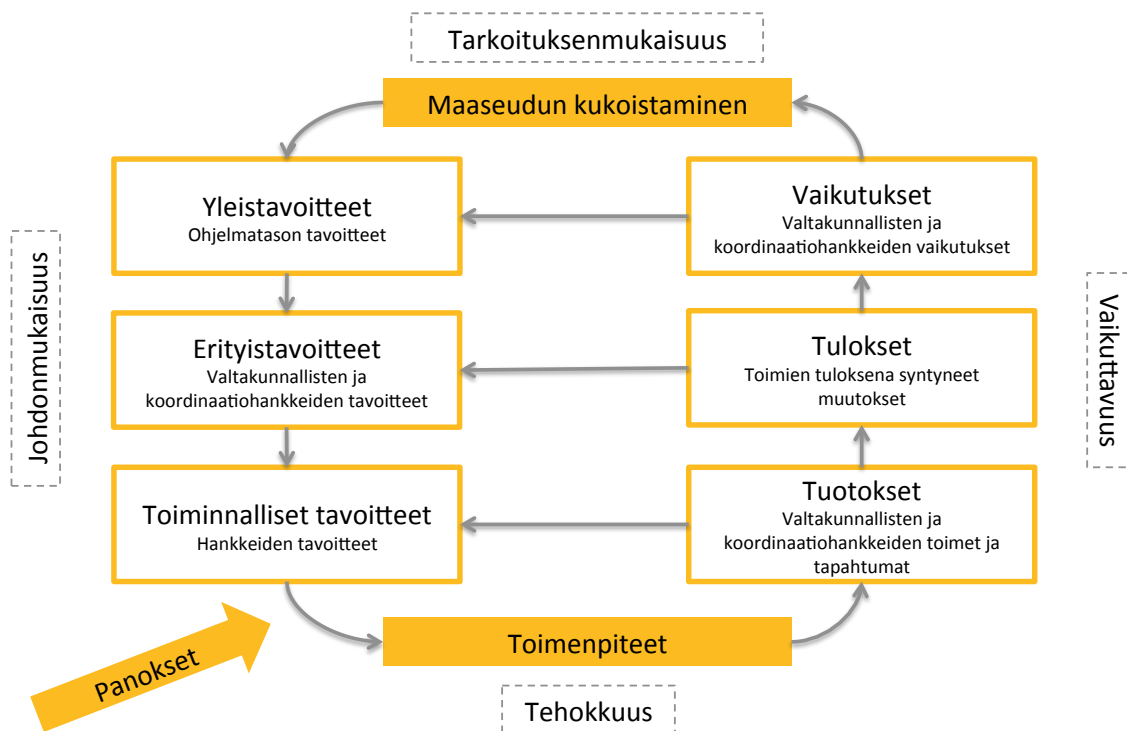 Tarkoituksenmukaisuus
Maaseudun kukoistaminen
Yleistavoitteet
Ohjelmatason tavoitteet
Vaikutukset
Valtakunnallisten ja
koordinaatiohankkeiden vaikutukset
Johdonmukaisuus
Erityistavoitteet
Valtakunnallisten ja
koordinaatiohankkeiden tavoitteet
Tulokset
Toimien tuloksena syntyneet
muutokset
Vaikuttavuus
Toiminnalliset tavoitteet
Hankkeiden tavoitteet
Tuotokset
Valtakunnallisten ja
koordinaatiohankkeiden toimet ja
tapahtumat
Panokset
Toimenpiteet
Tehokkuus